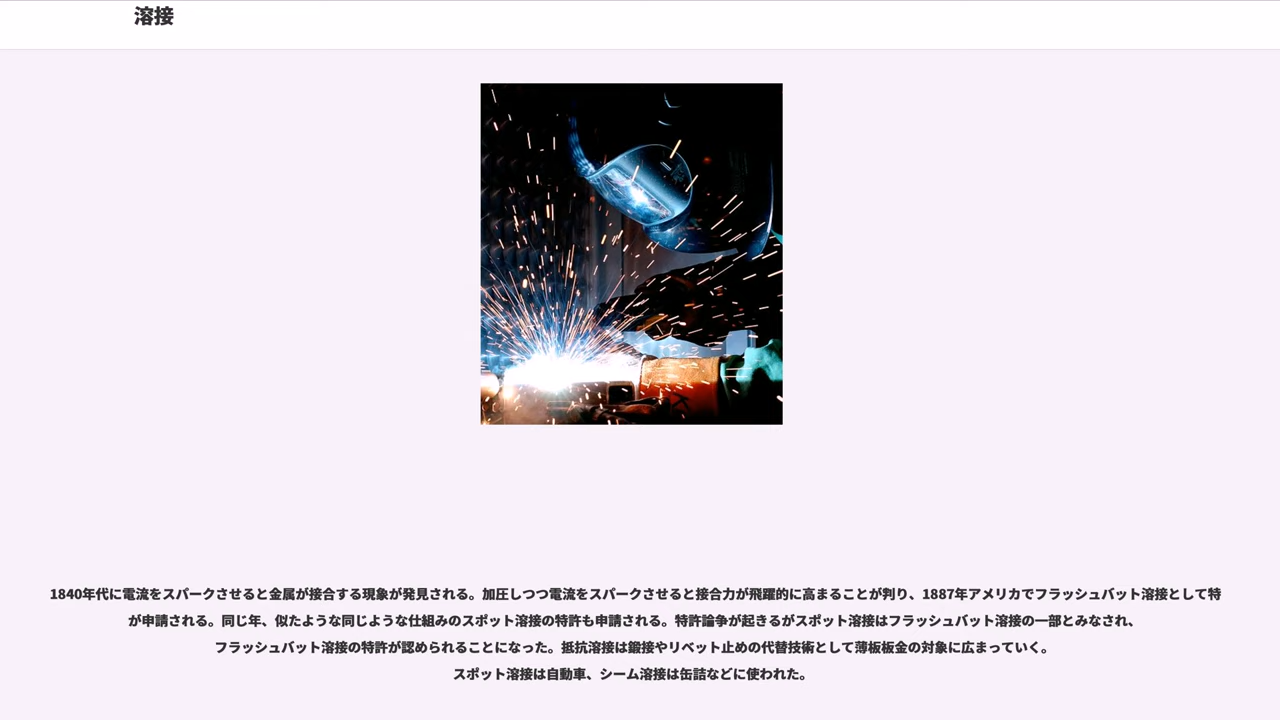 溶接
1840年代に電流をスパークさせると金属が接合する現象が発見される。加圧しつつ電流をスパークさせると接合力が飛躍的に高まることが判り、1887年アメリカでフラッシュバット溶接として特
が申請される。同じ年、似たような同じような仕組みのスポット溶接の特許も申請される。特許論争が起きるがスポット溶接はフラッシュバット溶接の一部とみなされ、
フラッシュバット溶接の特許が認められることになった。抵抗溶接は鍛接やリベット止めの代替技術として薄板板金の対象に広まっていく。
スポット溶接は自動車、シーム溶接は缶詰などに使われた。